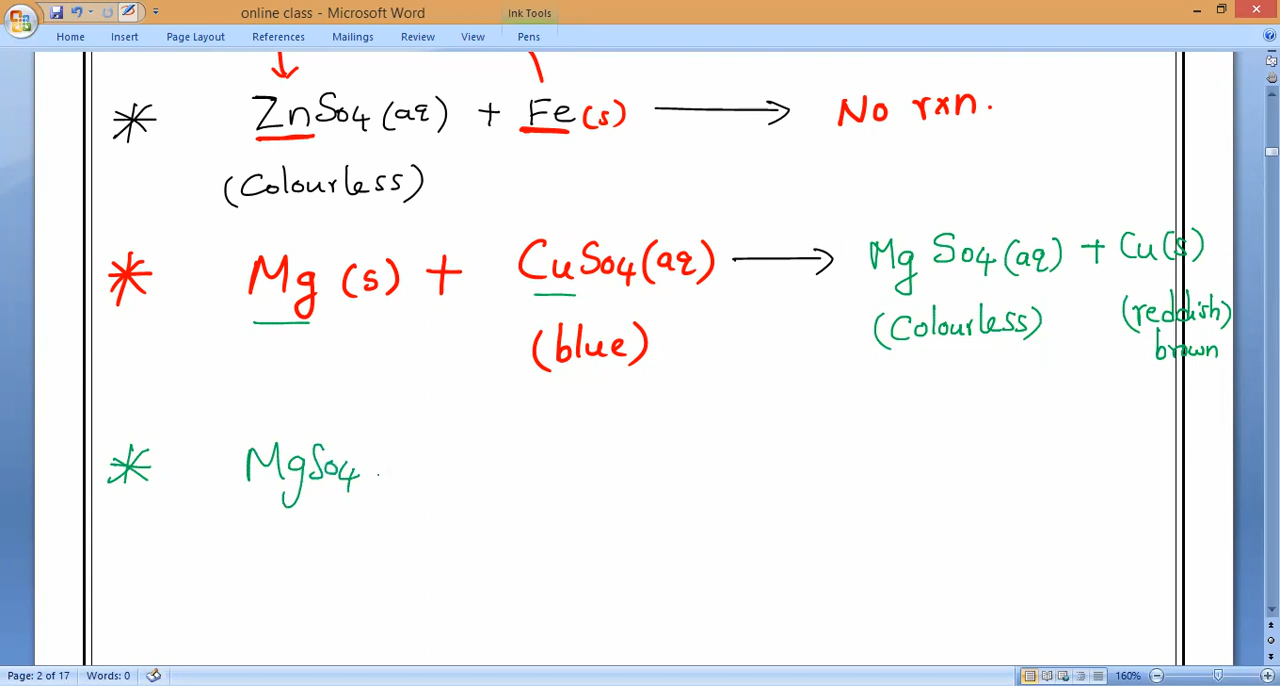 online class - Microsoft Word
Ink Tools
Home Insert Page Layout References Mailings Review View Pens
ZnSo4(aq) + Fe(s) → No rxn.
(Colourless)
Mg(s) + CuSo4(aq) → MgSo4(aq) + Cu(s)
(blue) (Colourless) (reddish)
brown
MgSo4
Page: 2 of 17 Words: 0 160%